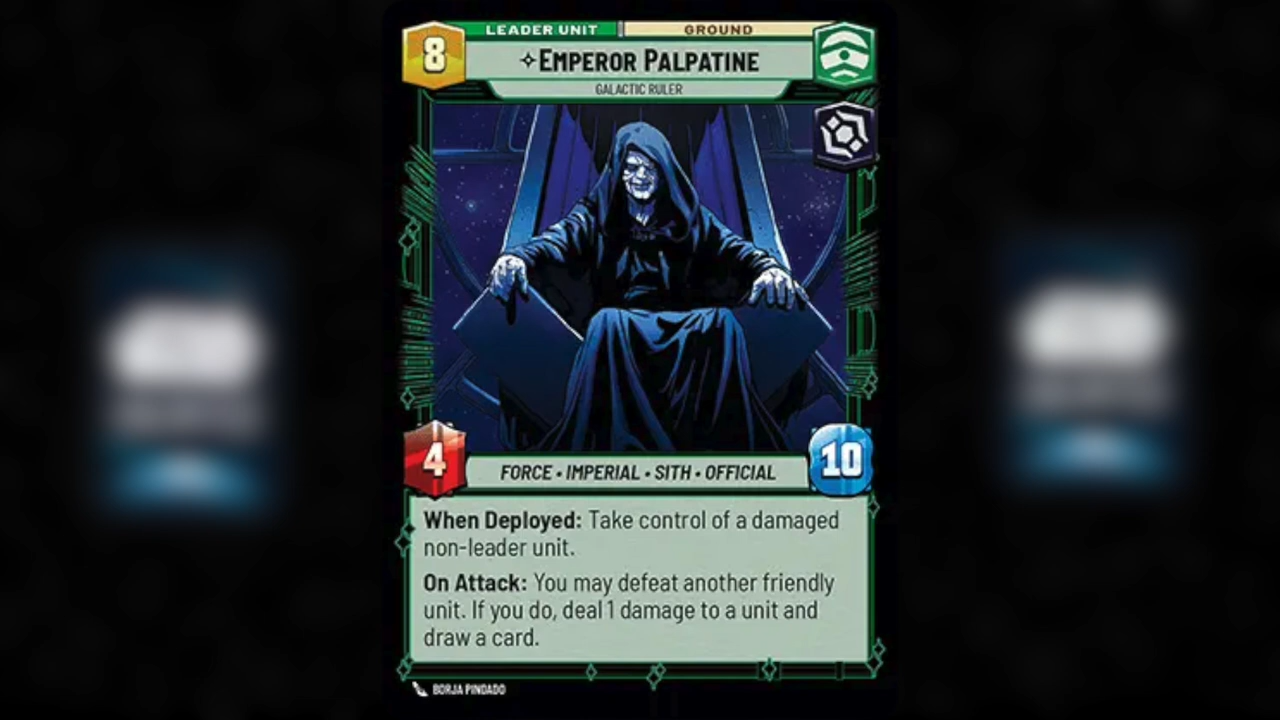 LEADER UNIT GROUND
8
EMPEROR PALPATINE
GALACTIC RULER
4
FORCE • IMPERIAL • SITH • OFFICIAL
10
When Deployed: Take control of a damaged
non-leader unit.
On Attack: You may defeat another friendly
unit. If you do, deal 1 damage to a unit and
draw a card.
BORJA PINDADO